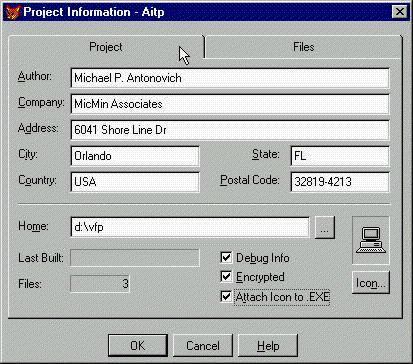 Project Information - Aitp
Project Files
Author: Michael P. Antonovich
Company: MicMin Associates
Address: 6041 Shore Line Dr
City: Orlando State: FL
Country: USA Postal Code: 32819-4213
Home: d:\vfp ...
Last Built: Debug Info
Encrypted
Files: 3 Icon...
Attach Icon to .EXE
OK Cancel Help